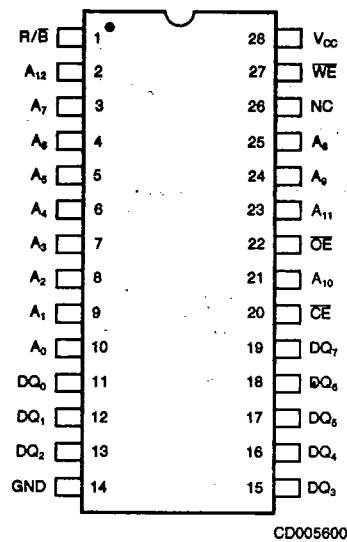 R/B̅ 1 28 V_CC
A₁₂ 2 27 W̅E̅
A₇ 3 26 NC
A₆ 4 25 A₈
A₅ 5 24 A₉
A₄ 6 23 A₁₁
A₃ 7 22 O̅E̅
A₂ 8 21 A₁₀
A₁ 9 20 C̅E̅
A₀ 10 19 DQ₇
DQ₀ 11 18 DQ₆
DQ₁ 12 17 DQ₅
DQ₂ 13 16 DQ₄
GND 14 15 DQ₃
CD005600